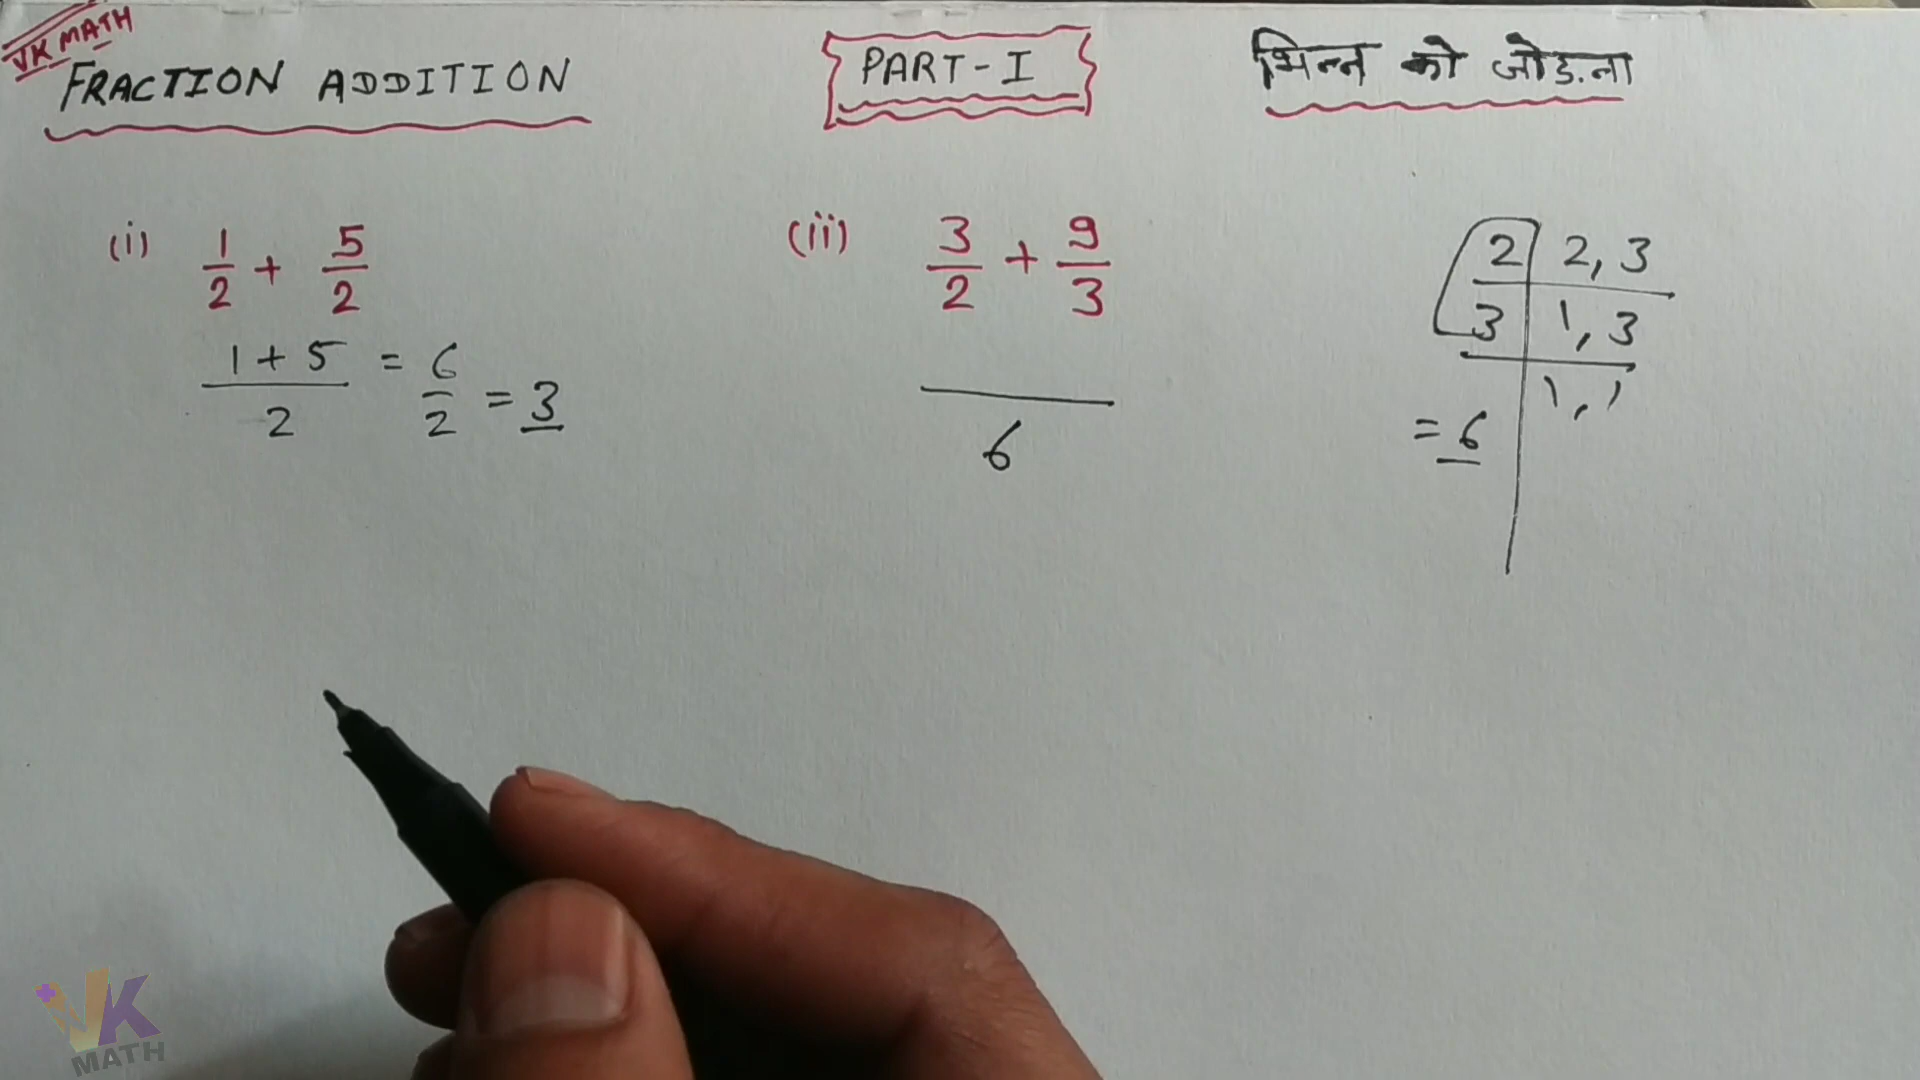 VK MATH
FRACTION ADDITION
PART-I
भिन्न को जोड़ना
(i) 1/2 + 5/2
1+5/2 = 6/2 = 3
(ii) 3/2 + 9/3
6
2 | 2, 3
3 | 1, 3
1, 1
= 6
VK
MATH